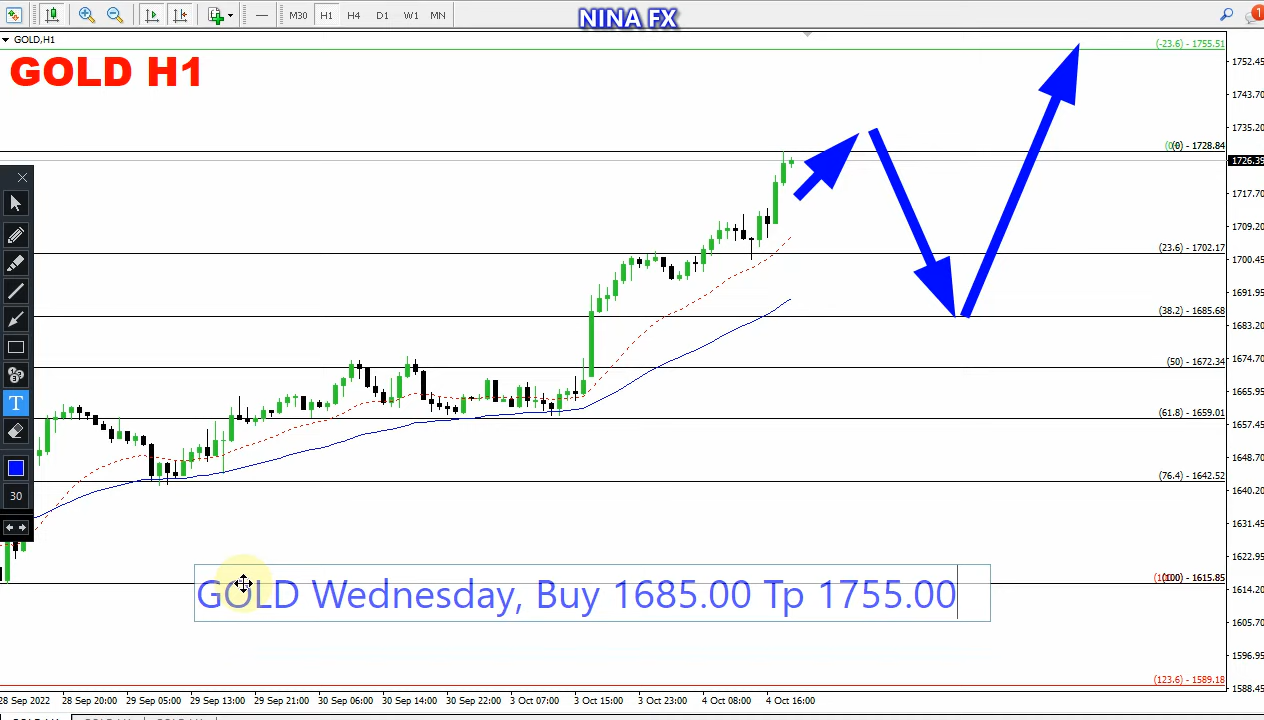 M30 H1 H4 D1 W1 MN
NINA FX
1
GOLD,H1
GOLD H1
(-23.6) - 1755.51
1752.45
1743.70
1735.20
(0) - 1728.84
1726.39
1717.70
1709.20
(23.6) - 1702.17
1700.45
1691.95
(38.2) - 1685.68
1683.20
1674.70
(50) - 1672.34
1665.95
(61.8) - 1659.01
1657.45
1648.70
(76.4) - 1642.52
1640.20
1631.45
1622.95
(100) - 1615.85
1614.20
1605.70
1596.95
(123.6) - 1589.18
1588.45
T
30
GOLD Wednesday, Buy 1685.00 Tp 1755.00
28 Sep 2022 28 Sep 20:00 29 Sep 05:00 29 Sep 13:00 29 Sep 21:00 30 Sep 06:00 30 Sep 14:00 30 Sep 22:00 3 Oct 07:00 3 Oct 15:00 3 Oct 23:00 4 Oct 08:00 4 Oct 16:00